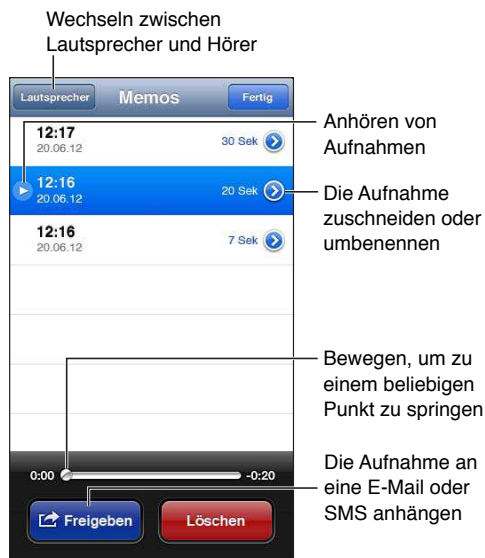 Wechseln zwischen
Lautsprecher und Hörer
Lautsprecher
Memos
Fertig
12:17
20.06.12
30 Sek
Anhören von
Aufnahmen
12:16
20.06.12
20 Sek
Die Aufnahme
zuschneiden oder
umbenennen
12:16
20.06.12
7 Sek
Bewegen, um zu
einem beliebigen
Punkt zu springen
0:00
-0:20
Die Aufnahme an
eine E-Mail oder
SMS anhängen
Freigeben
Löschen